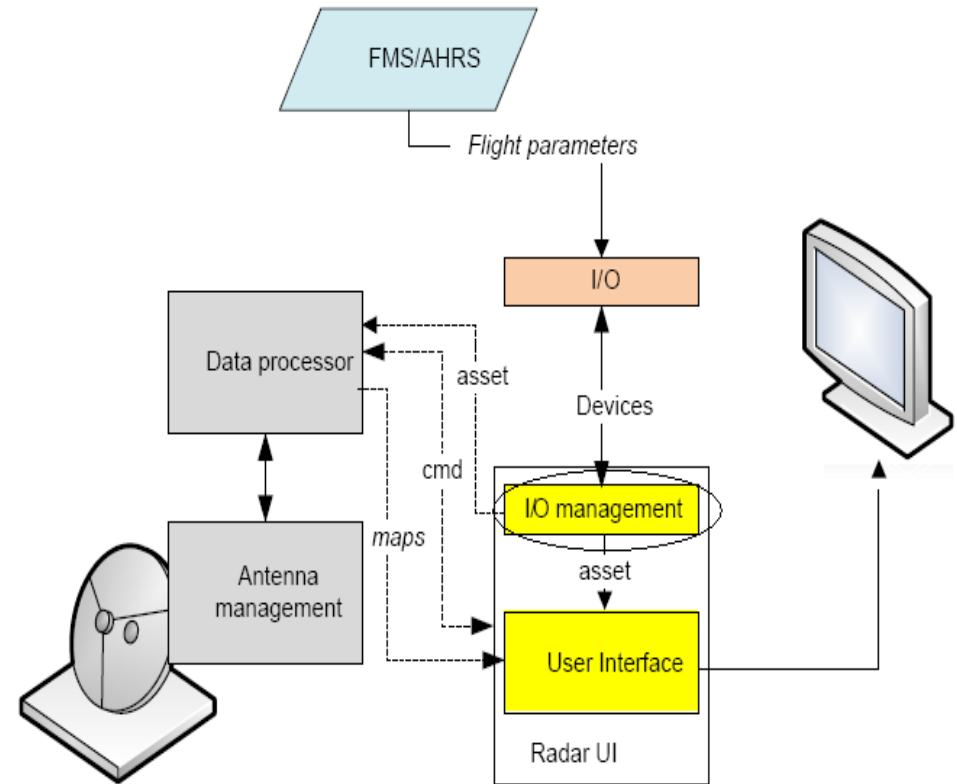 FMS/AHRS
Flight parameters
I/O
Data processor
asset
Devices
cmd
I/O management
maps
asset
Antenna
management
User Interface
Radar UI